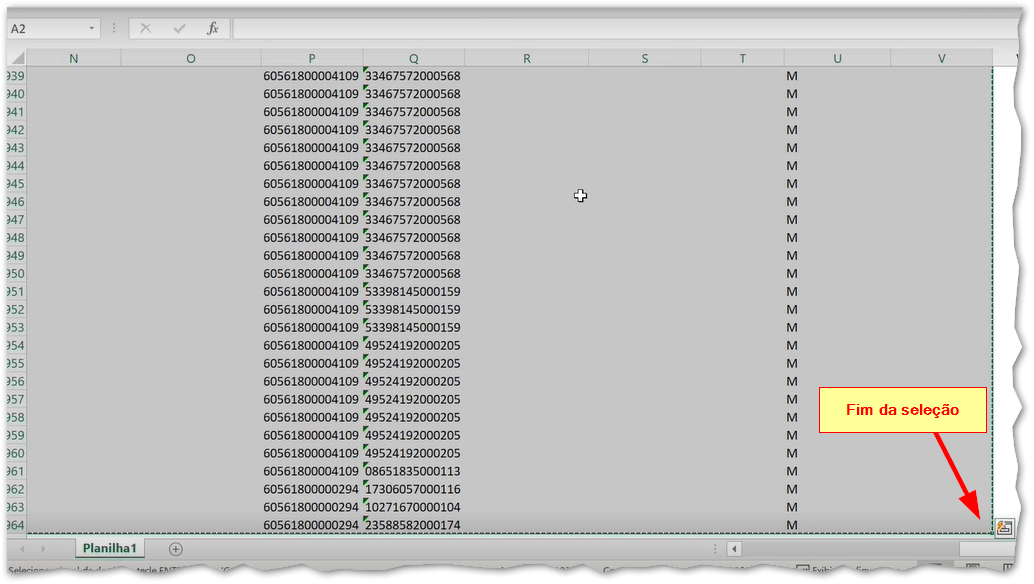 A2 fx
N O P Q R S T U V
939 60561800004109 33467572000568 M
940 60561800004109 33467572000568 M
941 60561800004109 33467572000568 M
942 60561800004109 33467572000568 M
943 60561800004109 33467572000568 M
944 60561800004109 33467572000568 M
945 60561800004109 33467572000568 M
946 60561800004109 33467572000568 M
947 60561800004109 33467572000568 M
948 60561800004109 33467572000568 M
949 60561800004109 33467572000568 M
950 60561800004109 33467572000568 M
951 60561800004109 53398145000159 M
952 60561800004109 53398145000159 M
953 60561800004109 53398145000159 M
954 60561800004109 49524192000205 M
955 60561800004109 49524192000205 M
956 60561800004109 49524192000205 M
957 60561800004109 49524192000205 M
958 60561800004109 49524192000205 M
959 60561800004109 49524192000205 M
960 60561800004109 49524192000205 M
961 60561800004109 08651835000113 M
962 60561800000294 17306057000116 M
963 60561800000294 10271670000104 M
964 60561800000294 23588582000174 M
Fim da seleção
Planilha1